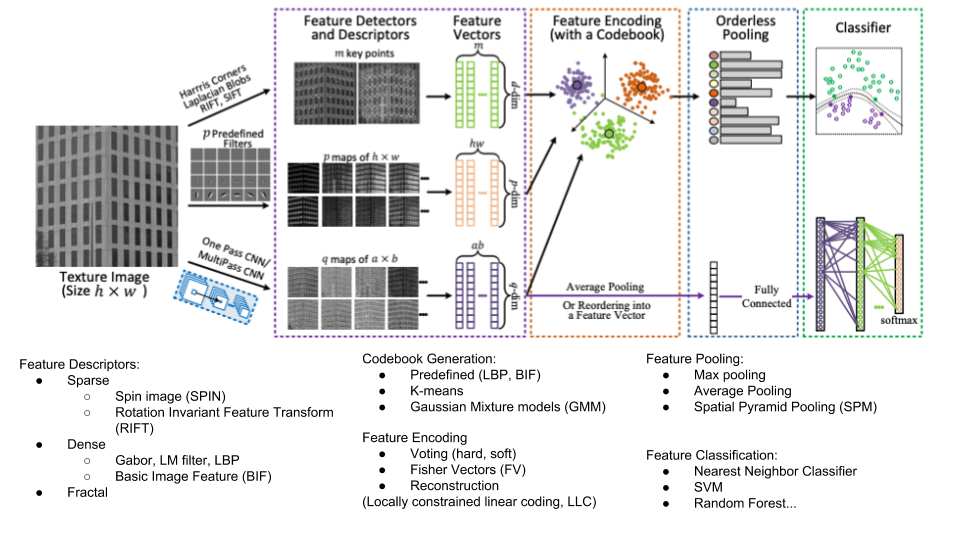 Feature Detectors
and Descriptors
Feature
Vectors
Feature Encoding
(with a Codebook)
Orderless
Pooling
Classifier
m key points
m
d-dim
Harrris Corners
Laplacian Blobs
RIFT, SIFT
p Predefined
Filters
p maps of h × w
hw
p-dim
One Pass CNN/
MultiPass CNN
q maps of a × b
ab
q-dim
Texture Image
(Size h × w )
Average Pooling
Or Reordering into
a Feature Vector
Fully
Connected
softmax
Feature Descriptors:
● Sparse
○ Spin image (SPIN)
○ Rotation Invariant Feature Transform
(RIFT)
● Dense
○ Gabor, LM filter, LBP
○ Basic Image Feature (BIF)
● Fractal
Codebook Generation:
● Predefined (LBP, BIF)
● K-means
● Gaussian Mixture models (GMM)
Feature Encoding
● Voting (hard, soft)
● Fisher Vectors (FV)
● Reconstruction
(Locally constrained linear coding, LLC)
Feature Pooling:
● Max pooling
● Average Pooling
● Spatial Pyramid Pooling (SPM)
Feature Classification:
● Nearest Neighbor Classifier
● SVM
● Random Forest...